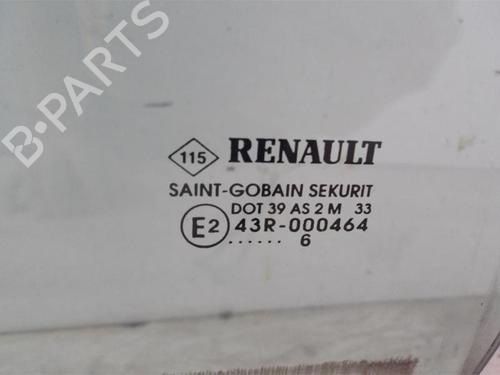 B-PARTS
115 RENAULT
SAINT-GOBAIN SEKURIT
DOT 39 AS 2 M 33
E2 43R-000464
...... 6